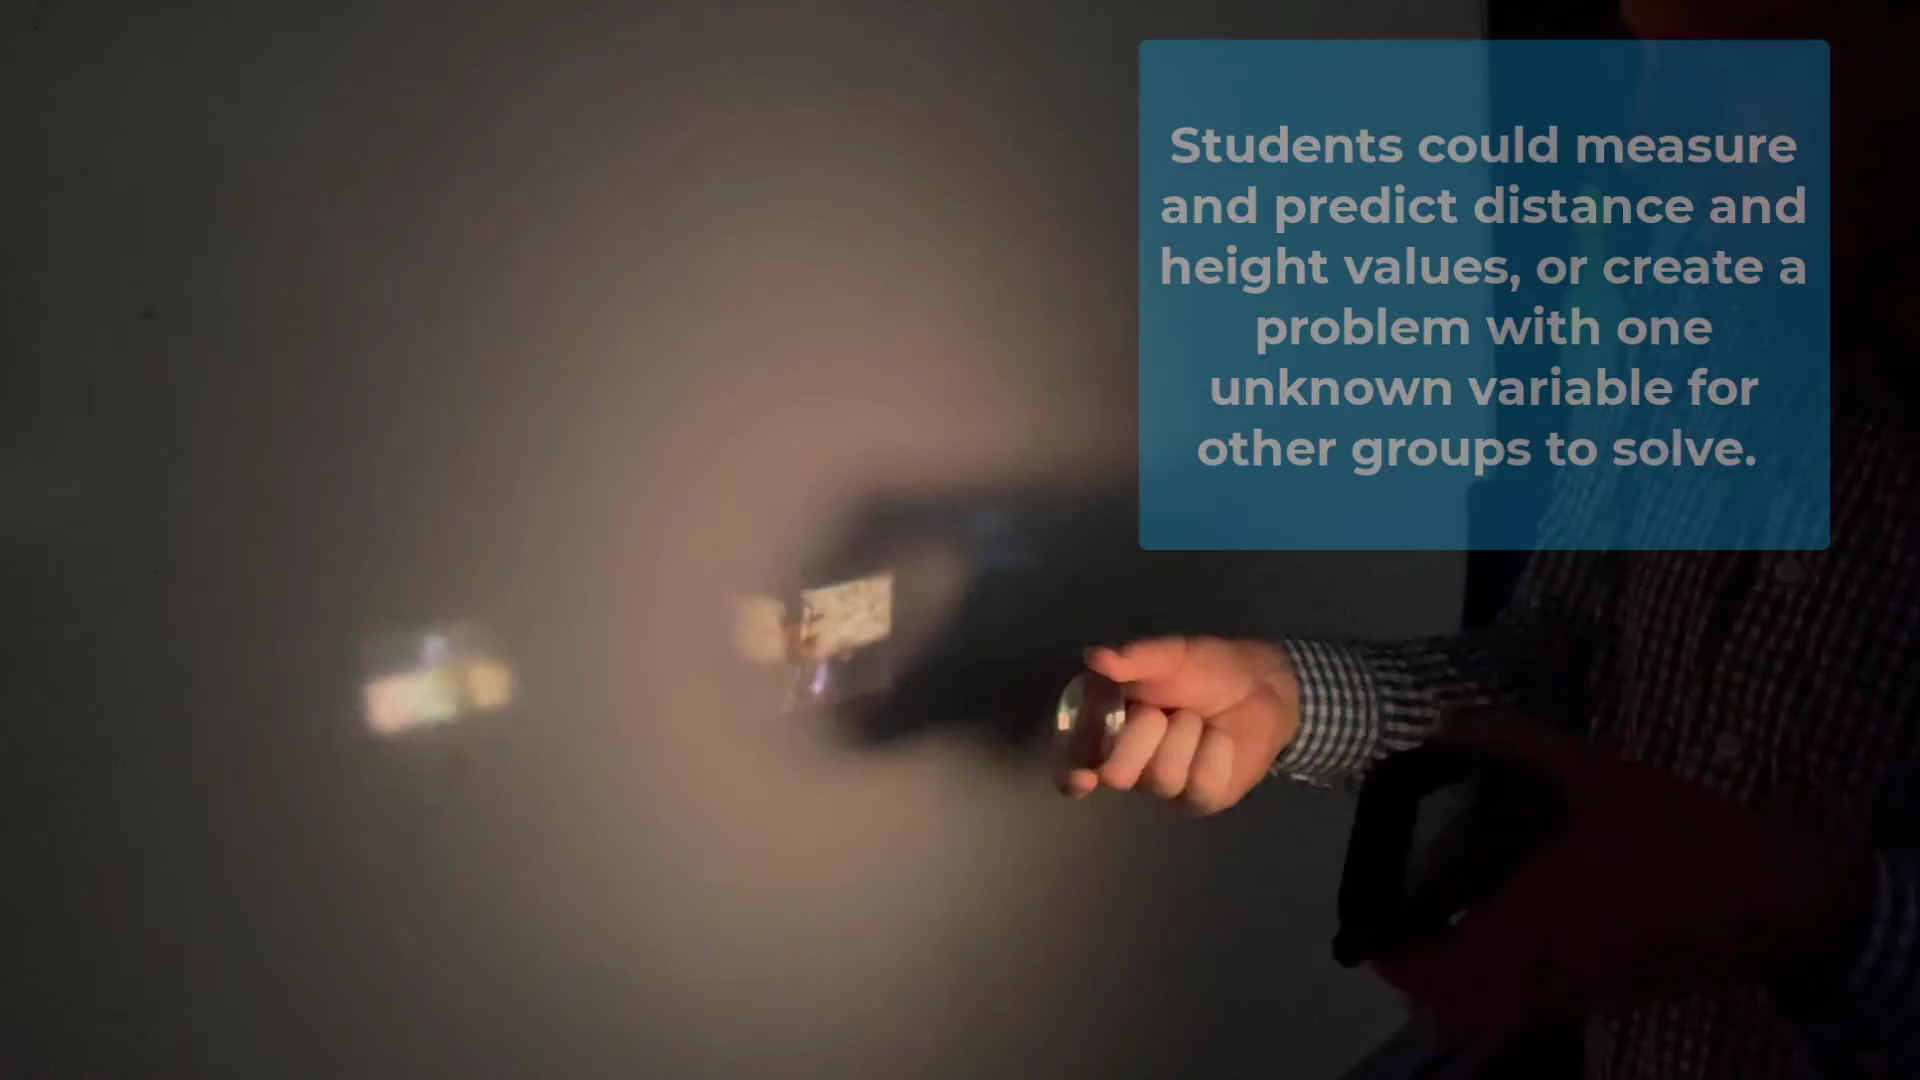 Students could measure
and predict distance and
height values, or create a
problem with one
unknown variable for
other groups to solve.